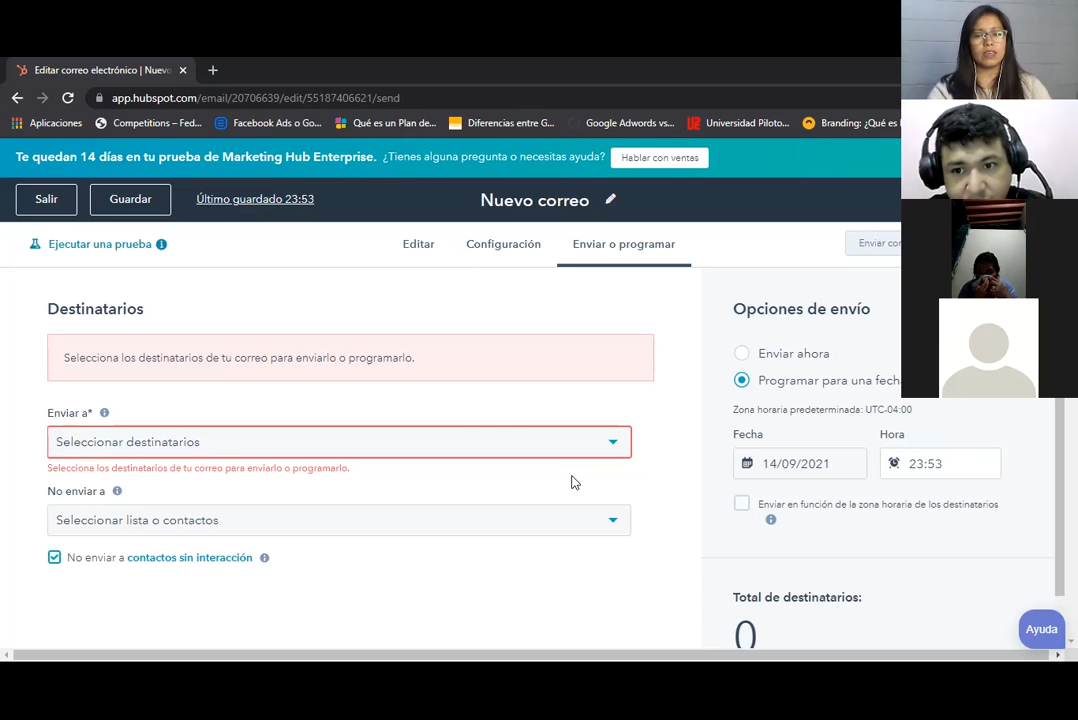 Editar correo electrónico | Nuevo
app.hubspot.com/email/20706639/edit/55187406621/send
Aplicaciones
Competitions – Fed...
Facebook Ads o Go...
Qué es un Plan de...
Diferencias entre G...
Google Adwords vs...
Universidad Piloto...
Branding: ¿Qué es
Te quedan 14 días en tu prueba de Marketing Hub Enterprise. ¿Tienes alguna pregunta o necesitas ayuda? Hablar con ventas
Salir
Guardar
Último guardado 23:53
Nuevo correo
Ejecutar una prueba
Editar
Configuración
Enviar o programar
Enviar
Destinatarios
Selecciona los destinatarios de tu correo para enviarlo o programarlo.
Enviar a*
Seleccionar destinatarios
Selecciona los destinatarios de tu correo para enviarlo o programarlo.
No enviar a
Seleccionar lista o contactos
No enviar a contactos sin interacción
Opciones de envío
Enviar ahora
Programar para una fecha
Zona horaria predeterminada: UTC-04:00
Fecha
Hora
14/09/2021
23:53
Enviar en función de la zona horaria de los destinatarios
Total de destinatarios:
0
Ayuda